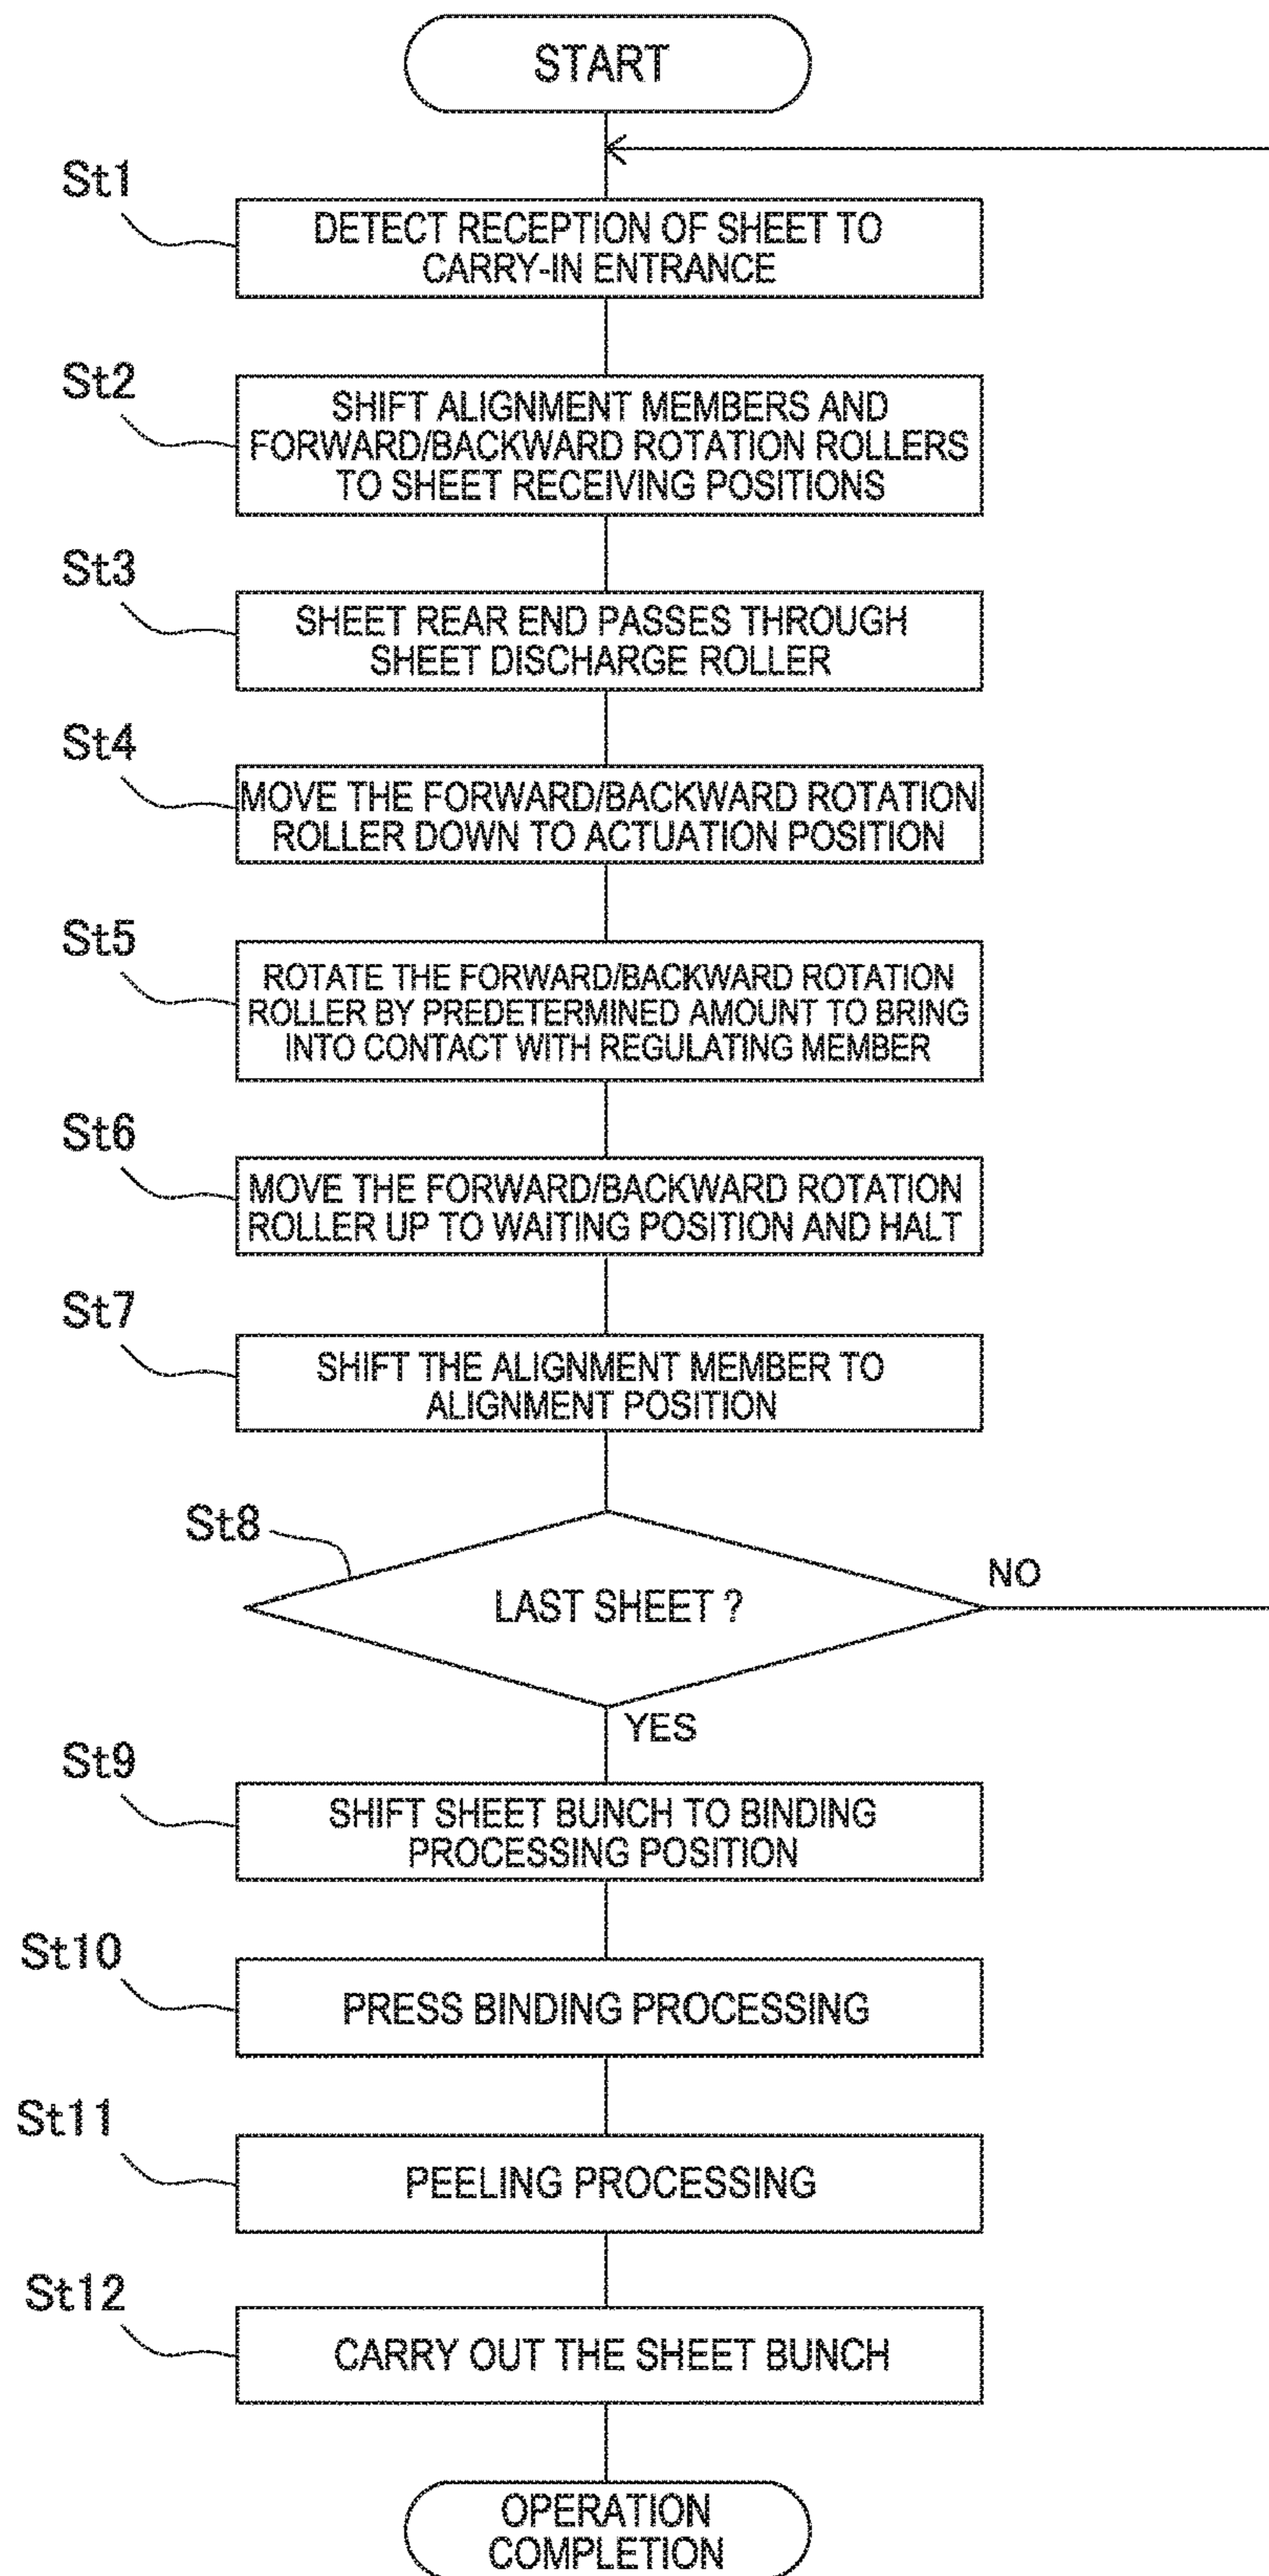 START
St1
DETECT RECEPTION OF SHEET TO
CARRY-IN ENTRANCE
St2
SHIFT ALIGNMENT MEMBERS AND
FORWARD/BACKWARD ROTATION ROLLERS
TO SHEET RECEIVING POSITIONS
St3
SHEET REAR END PASSES THROUGH
SHEET DISCHARGE ROLLER
St4
MOVE THE FORWARD/BACKWARD ROTATION
ROLLER DOWN TO ACTUATION POSITION
St5
ROTATE THE FORWARD/BACKWARD ROTATION
ROLLER BY PREDETERMINED AMOUNT TO BRING
INTO CONTACT WITH REGULATING MEMBER
St6
MOVE THE FORWARD/BACKWARD ROTATION
ROLLER UP TO WAITING POSITION AND HALT
St7
SHIFT THE ALIGNMENT MEMBER TO
ALIGNMENT POSITION
St8
LAST SHEET ?
NO
YES
St9
SHIFT SHEET BUNCH TO BINDING
PROCESSING POSITION
St10
PRESS BINDING PROCESSING
St11
PEELING PROCESSING
St12
CARRY OUT THE SHEET BUNCH
OPERATION
COMPLETION